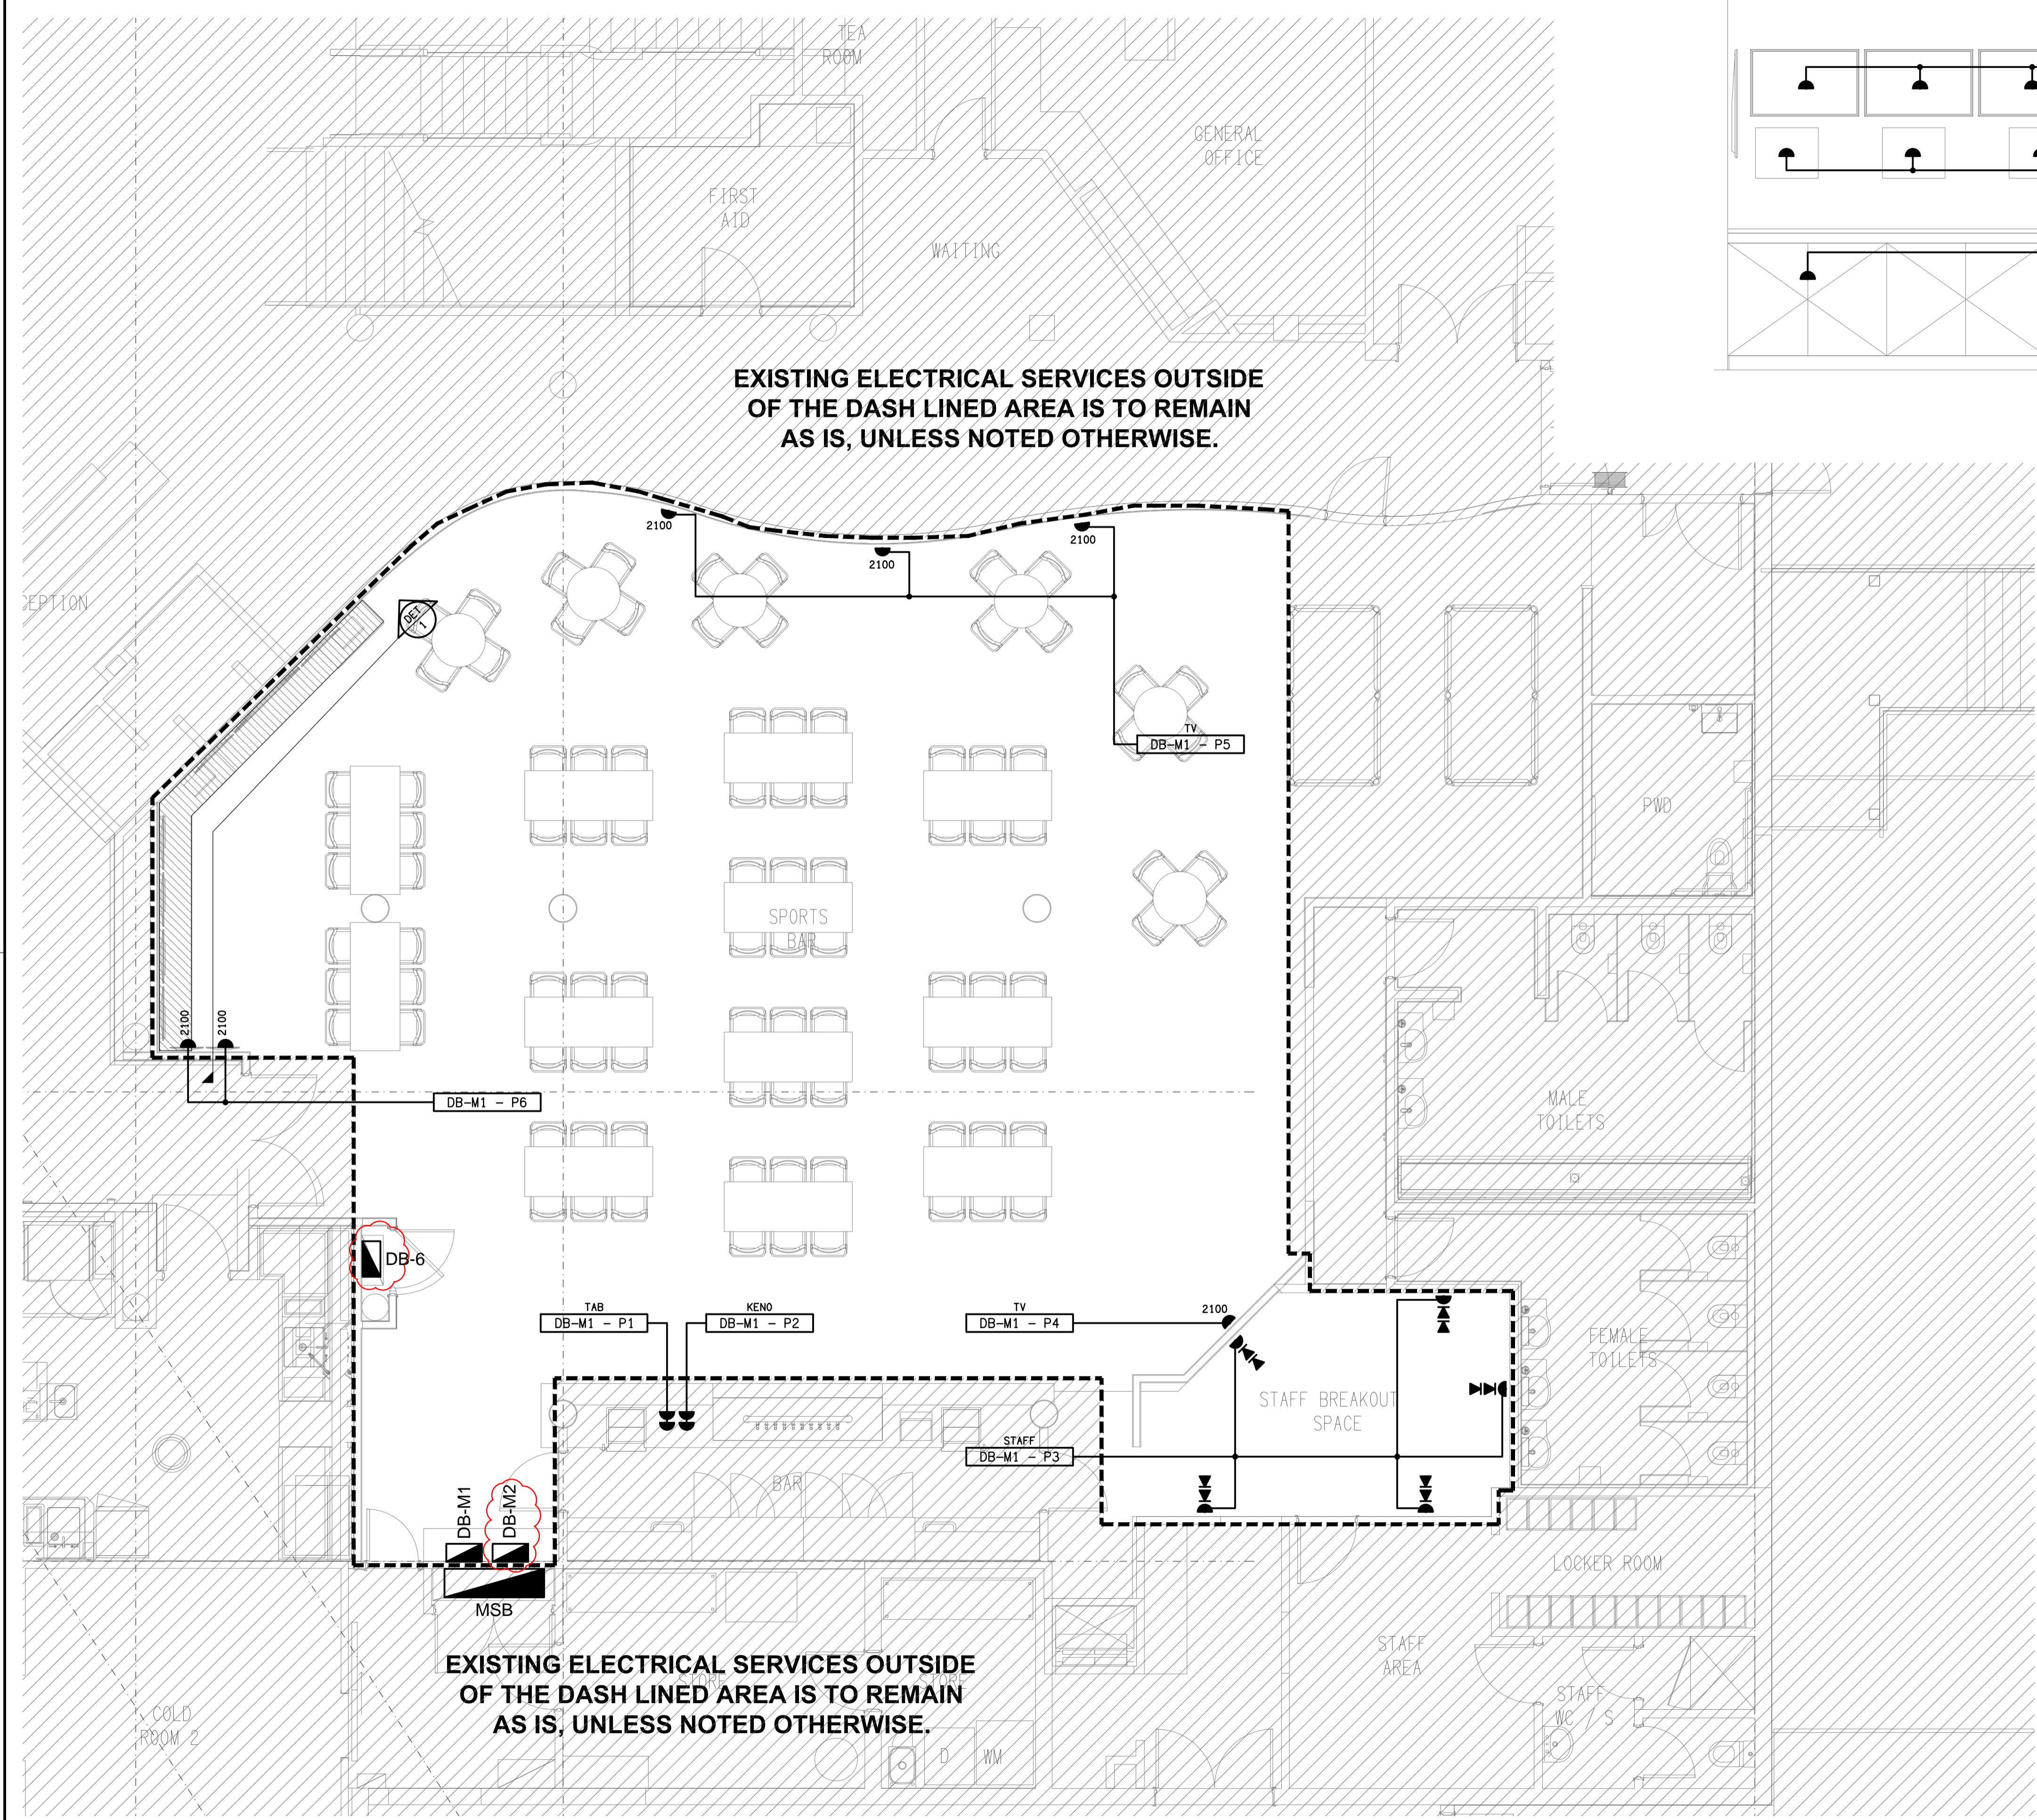 TEA
ROOM
GENERAL
OFFICE
FIRST
AID
WAITING
EXISTING ELECTRICAL SERVICES OUTSIDE
OF THE DASH LINED AREA IS TO REMAIN
AS IS, UNLESS NOTED OTHERWISE.
2100
2100
2100
DET
1
TV
DB-M1 - P5
PWD
SPORTS
BAR
2100
2100
DB-M1 - P6
MALE
TOILETS
DB-6
TAB
DB-M1 - P1
KENO
DB-M1 - P2
TV
DB-M1 - P4
2100
FEMALE
TOILETS
STAFF BREAKOUT
SPACE
STAFF
DB-M1 - P3
BAR
DB-M1
DB-M2
MSB
LOCKER ROOM
EXISTING ELECTRICAL SERVICES OUTSIDE
OF THE DASH LINED AREA IS TO REMAIN
AS IS, UNLESS NOTED OTHERWISE.
STORE
STORE
STAFF
AREA
STAFF
WC / S
COLD
ROOM 2
D
WM